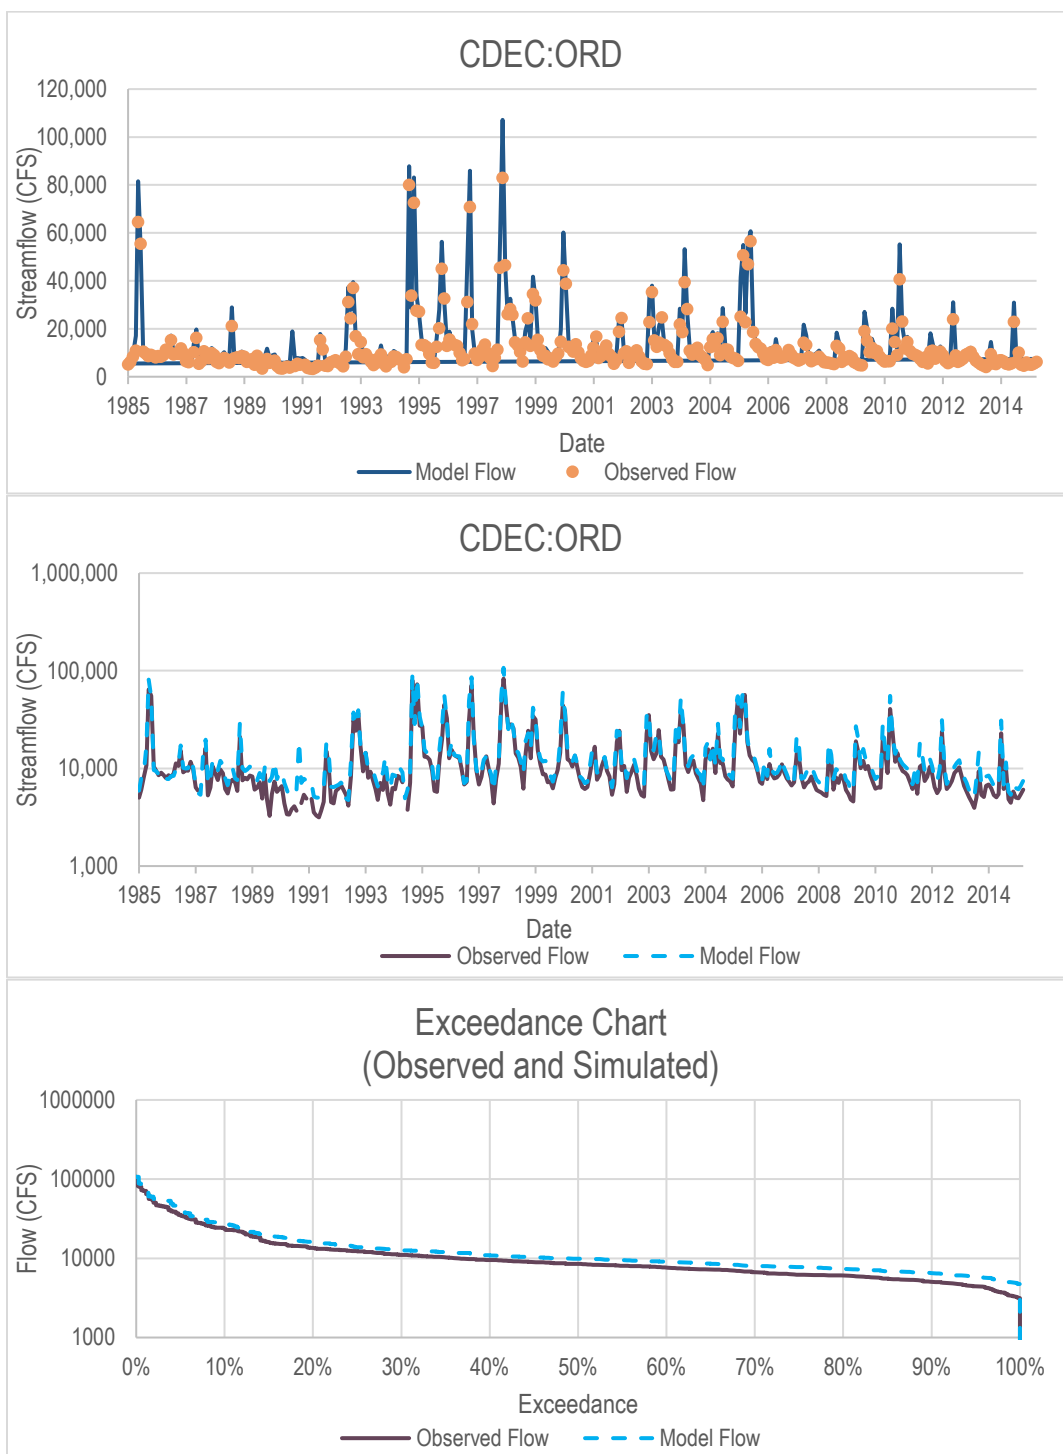 CDEC:ORD
120,000
100,000
80,000
60,000
40,000
20,000
0
Streamflow (CFS)
1985 1987 1989 1991 1993 1995 1997 1999 2001 2003 2004 2006 2008 2010 2012 2014
Date
Model Flow Observed Flow
CDEC:ORD
1,000,000
100,000
10,000
1,000
Streamflow (CFS)
1985 1987 1989 1991 1993 1995 1997 1999 2001 2003 2004 2006 2008 2010 2012 2014
Date
Observed Flow Model Flow
Exceedance Chart
(Observed and Simulated)
1000000
100000
10000
1000
Flow (CFS)
0% 10% 20% 30% 40% 50% 60% 70% 80% 90% 100%
Exceedance
Observed Flow Model Flow